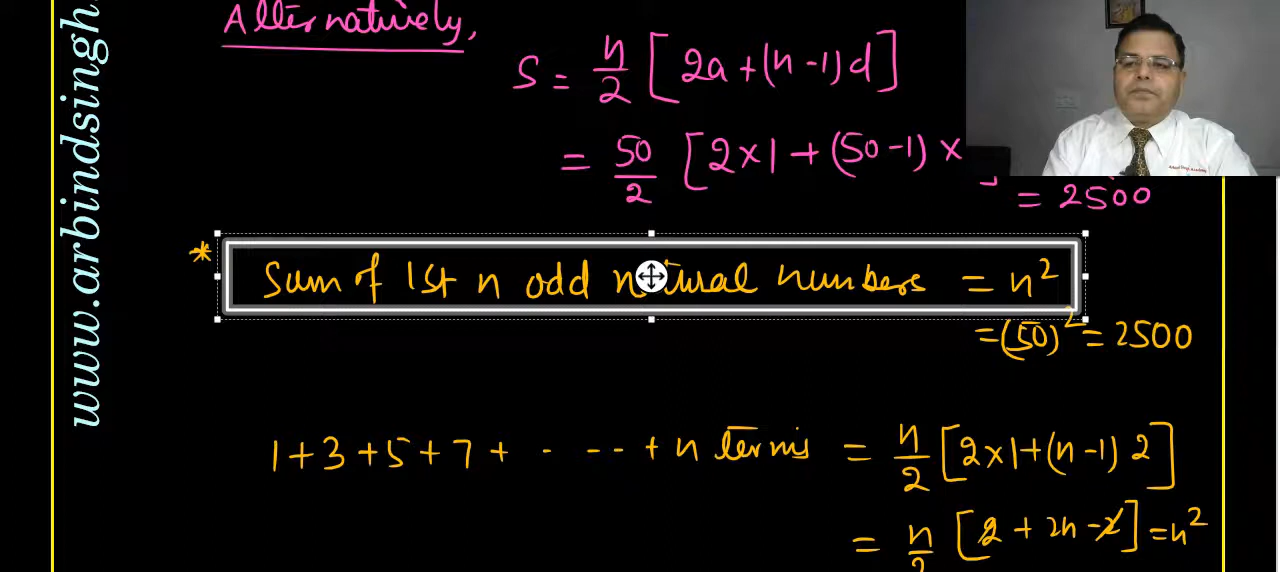 www.arbindsingh.
Alternatively,
S = n/2 [2a + (n - 1)d]
= 50/2 [2×1 + (50 - 1) ×
= 2500
* Sum of 1st n odd natural numbers = n²
= (50)² = 2500
1 + 3 + 5 + 7 + . - - - + n terms = n/2 [2×1 + (n - 1) 2]
= n/2 [2 + 2n - 2] = n²